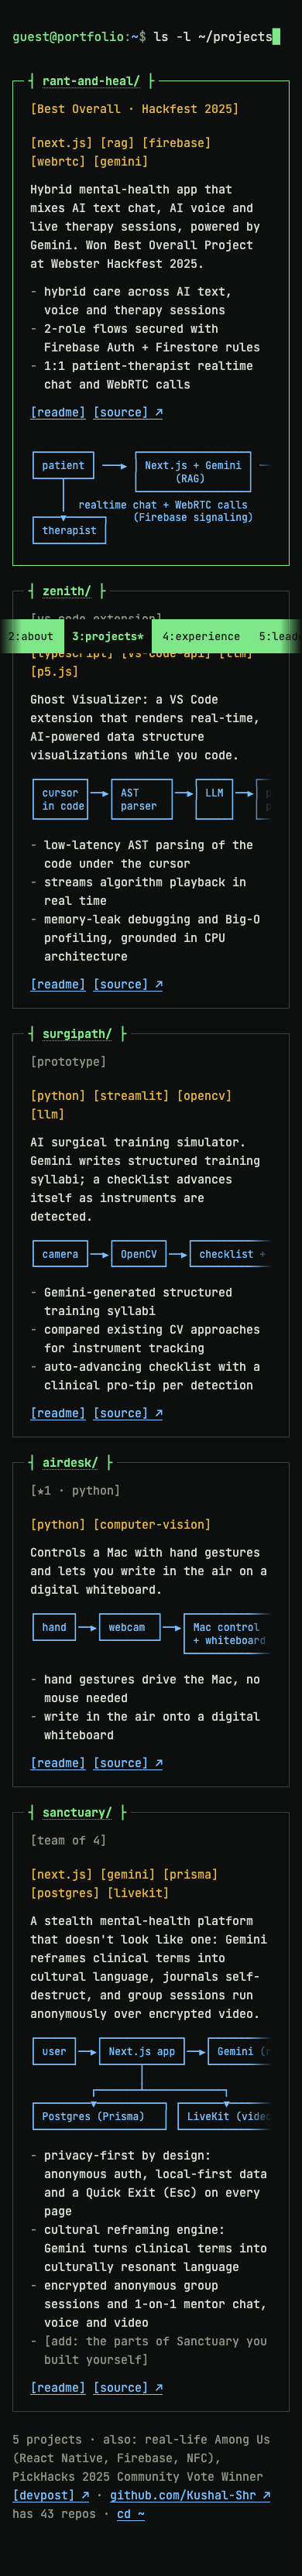 guest@portfolio:~$ ls -l ~/projects
rant-and-heal/
[Best Overall · Hackfest 2025]
[next.js] [rag] [firebase]
[webrtc] [gemini]
Hybrid mental-health app that
mixes AI text chat, AI voice and
live therapy sessions, powered by
Gemini. Won Best Overall Project
at Webster Hackfest 2025.
- hybrid care across AI text,
voice and therapy sessions
- 2-role flows secured with
Firebase Auth + Firestore rules
- 1:1 patient-therapist realtime
chat and WebRTC calls
[readme] [source] ↗
patient
Next.js + Gemini
(RAG)
realtime chat + WebRTC calls
(Firebase signaling)
therapist
zenith/
[vs code extension]
2:about 3:projects* 4:experience 5:lead
[typescript] [vs-code-api] [llm]
[p5.js]
Ghost Visualizer: a VS Code
extension that renders real-time,
AI-powered data structure
visualizations while you code.
cursor AST LLM
in code parser
- low-latency AST parsing of the
code under the cursor
- streams algorithm playback in
real time
- memory-leak debugging and Big-O
profiling, grounded in CPU
architecture
[readme] [source] ↗
surgipath/
[prototype]
[python] [streamlit] [opencv]
[llm]
AI surgical training simulator.
Gemini writes structured training
syllabi; a checklist advances
itself as instruments are
detected.
camera OpenCV checklist +
- Gemini-generated structured
training syllabi
- compared existing CV approaches
for instrument tracking
- auto-advancing checklist with a
clinical pro-tip per detection
[readme] [source] ↗
airdesk/
[★1 · python]
[python] [computer-vision]
Controls a Mac with hand gestures
and lets you write in the air on a
digital whiteboard.
hand webcam Mac control
+ whiteboard
- hand gestures drive the Mac, no
mouse needed
- write in the air onto a digital
whiteboard
[readme] [source] ↗
sanctuary/
[team of 4]
[next.js] [gemini] [prisma]
[postgres] [livekit]
A stealth mental-health platform
that doesn't look like one: Gemini
reframes clinical terms into
cultural language, journals self-
destruct, and group sessions run
anonymously over encrypted video.
user Next.js app Gemini
Postgres (Prisma) LiveKit (video
- privacy-first by design:
anonymous auth, local-first data
and a Quick Exit (Esc) on every
page
- cultural reframing engine:
Gemini turns clinical terms into
culturally resonant language
- encrypted anonymous group
sessions and 1-on-1 mentor chat,
voice and video
- [add: the parts of Sanctuary you
built yourself]
[readme] [source] ↗
5 projects · also: real-life Among Us
(React Native, Firebase, NFC),
PickHacks 2025 Community Vote Winner
[devpost] ↗ · github.com/Kushal-Shr ↗
has 43 repos · cd ~